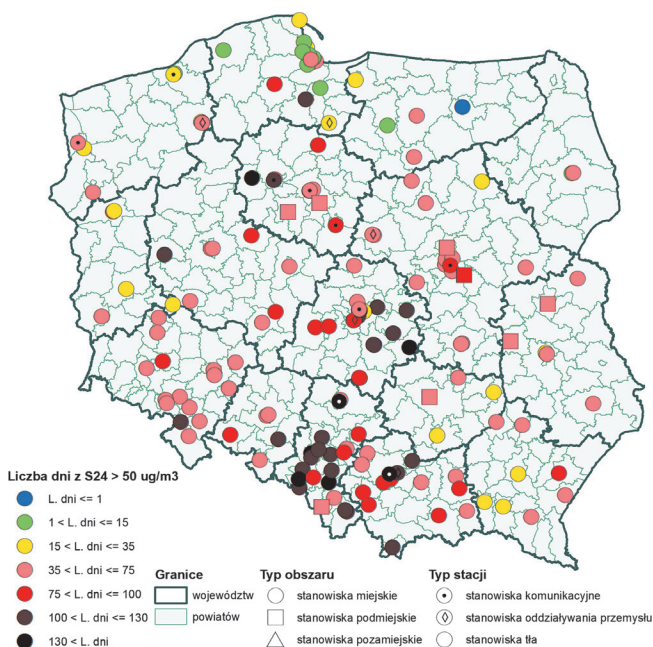 Liczba dni z S24 > 50 ug/m3
L. dni <= 1
1 < L. dni <= 15
15 < L. dni <= 35
35 < L. dni <= 75
75 < L. dni <= 100
100 < L. dni <= 130
130 < L. dni
Granice
województw
powiatów
Typ obszaru
stanowiska miejskie
stanowiska podmiejskie
stanowiska pozamiejskie
Typ stacji
stanowiska komunikacyjne
stanowiska oddziaływania przemysłu
stanowiska tła